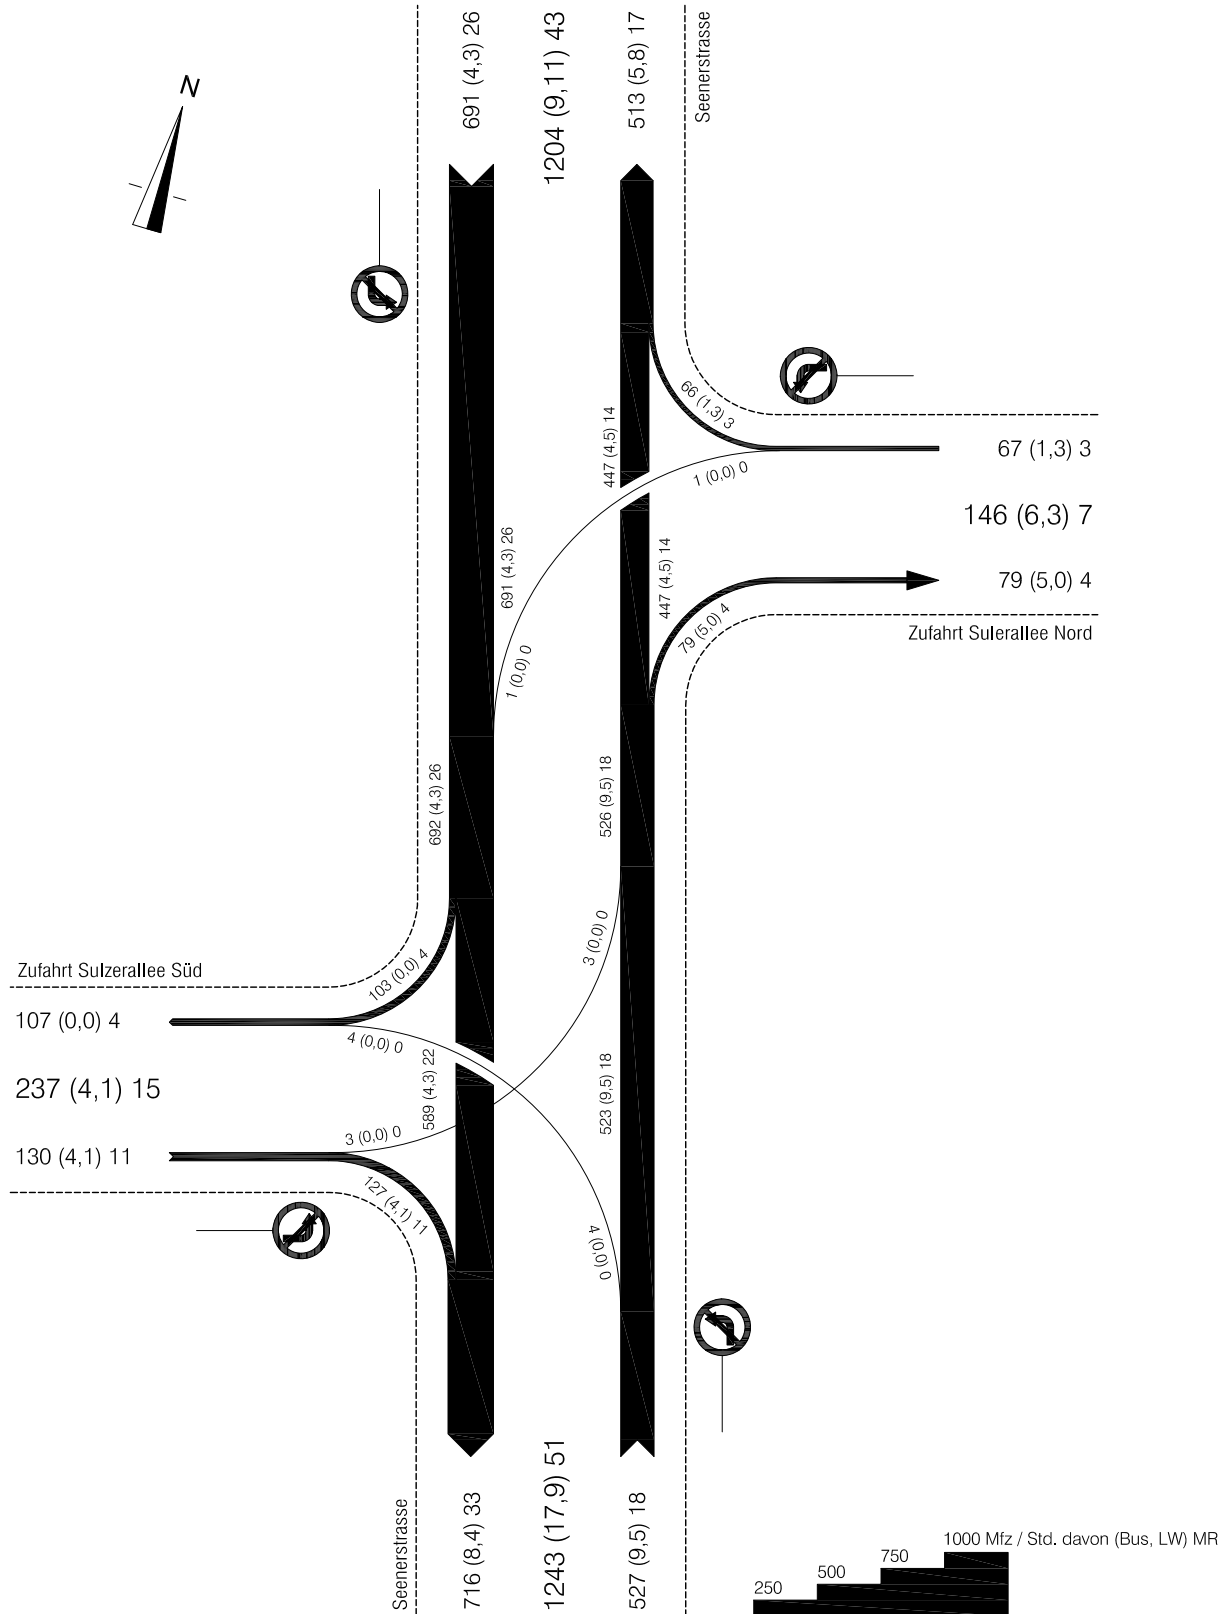 691 (4,3) 26
1204 (9,11) 43
513 (5,8) 17
Seenerstrasse
N
66 (1,3) 3
447 (4,5) 14
1 (0,0) 0
67 (1,3) 3
146 (6,3) 7
79 (5,0) 4
Zufahrt Sulerallee Nord
691 (4,3) 26
447 (4,5) 14
79 (5,0) 4
1 (0,0) 0
692 (4,3) 26
526 (9,5) 18
3 (0,0) 0
Zufahrt Sulzerallee Süd
103 (0,0) 4
107 (0,0) 4
4 (0,0) 0
237 (4,1) 15
589 (4,3) 22
523 (9,5) 18
3 (0,0) 0
130 (4,1) 11
127 (4,1) 11
4 (0,0) 0
Seenerstrasse
716 (8,4) 33
1243 (17,9) 51
527 (9,5) 18
1000 Mfz / Std. davon (Bus, LW) MR
750
500
250